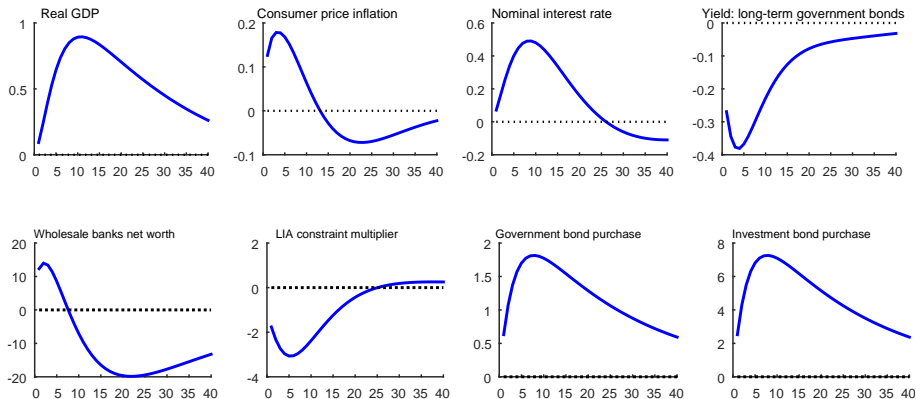 Real GDP
1
0.5
0
0 5 10 15 20 25 30 35 40
Consumer price inflation
0.2
0.1
0
-0.1
0 5 10 15 20 25 30 35 40
Nominal interest rate
0.6
0.4
0.2
0
-0.2
0 5 10 15 20 25 30 35 40
Yield: long-term government bonds
0
-0.1
-0.2
-0.3
-0.4
0 5 10 15 20 25 30 35 40
Wholesale banks net worth
20
10
0
-10
-20
0 5 10 15 20 25 30 35 40
LIA constraint multiplier
2
0
-2
-4
0 5 10 15 20 25 30 35 40
Government bond purchase
2
1.5
1
0.5
0
0 5 10 15 20 25 30 35 40
Investment bond purchase
8
6
4
2
0
0 5 10 15 20 25 30 35 40